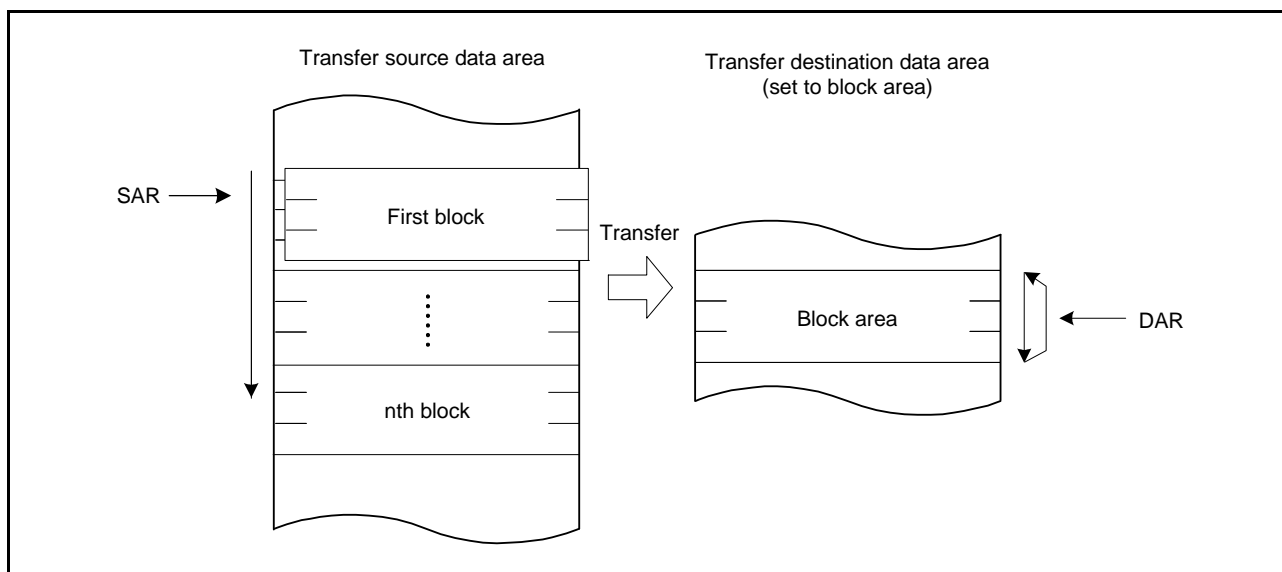 Transfer source data area
Transfer destination data area
(set to block area)
SAR
First block
Transfer
Block area
DAR
nth block